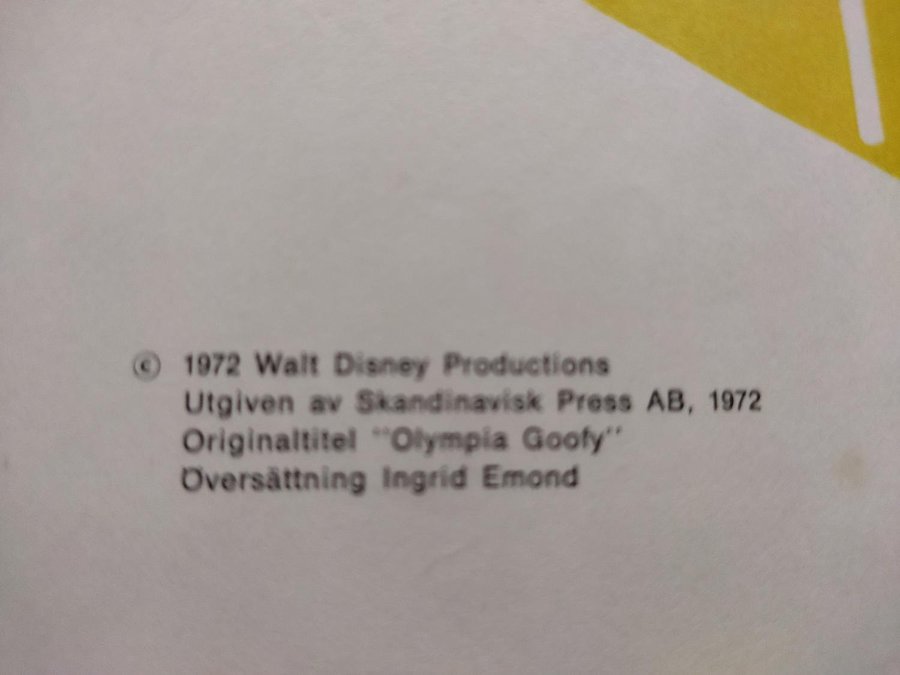 © 1972 Walt Disney Productions
Utgiven av Skandinavisk Press AB, 1972
Originaltitel "Olympia Goofy"
Översättning Ingrid Emond